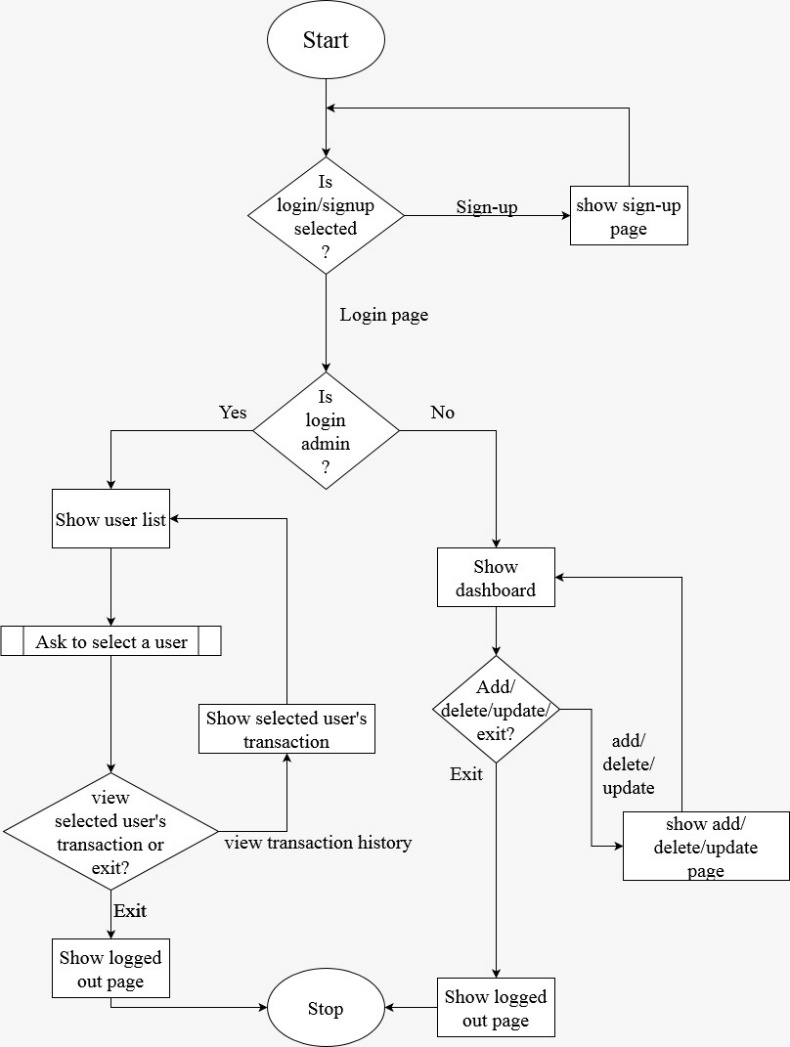 Start
Is
login/signup
selected
?
Sign-up
show sign-up
page
Login page
Is
login
admin
?
Yes
No
Show user list
Show
dashboard
Ask to select a user
Add/
delete/update/
exit?
Show selected user's
transaction
add/
delete/
update
Exit
view
selected user's
transaction or
exit?
view transaction history
show add/
delete/update
page
Exit
Show logged
out page
Stop
Show logged
out page